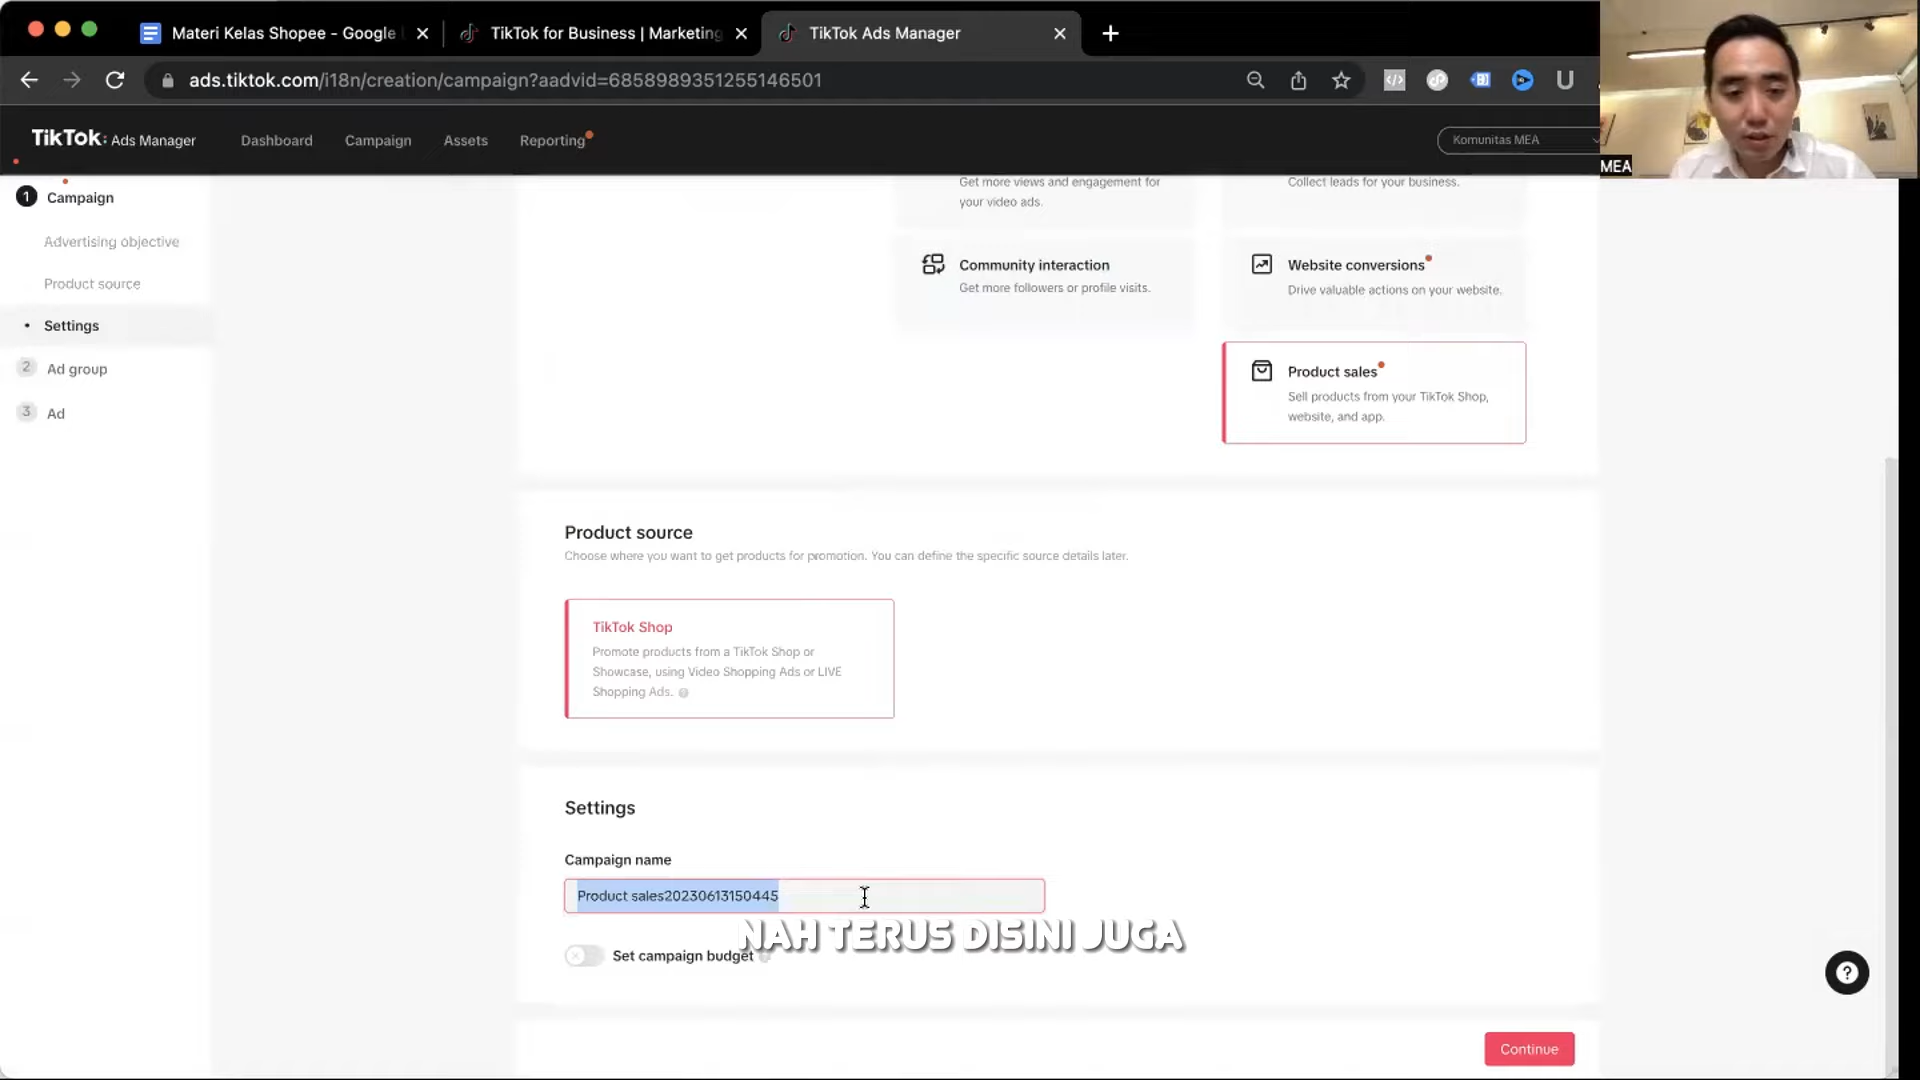 Materi Kelas Shopee - Google
TikTok for Business | Marketing
TikTok Ads Manager
ads.tiktok.com/i18n/creation/campaign?aadvid=6858989351255146501
U
TikTok: Ads Manager
Dashboard
Campaign
Assets
Reporting
Komunitas MEA
MEA
1 Campaign
Advertising objective
Product source
• Settings
2 Ad group
3 Ad
Get more views and engagement for
your video ads.
Collect leads for your business.
Community interaction
Get more followers or profile visits.
Website conversions
Drive valuable actions on your website.
Product sales
Sell products from your TikTok Shop,
website, and app.
Product source
Choose where you want to get products for promotion. You can define the specific source details later.
TikTok Shop
Promote products from a TikTok Shop or
Showcase, using Video Shopping Ads or LIVE
Shopping Ads.
Settings
Campaign name
Product sales20230613150445
NAH TERUS DISINI JUGA
Set campaign budget
?
Continue